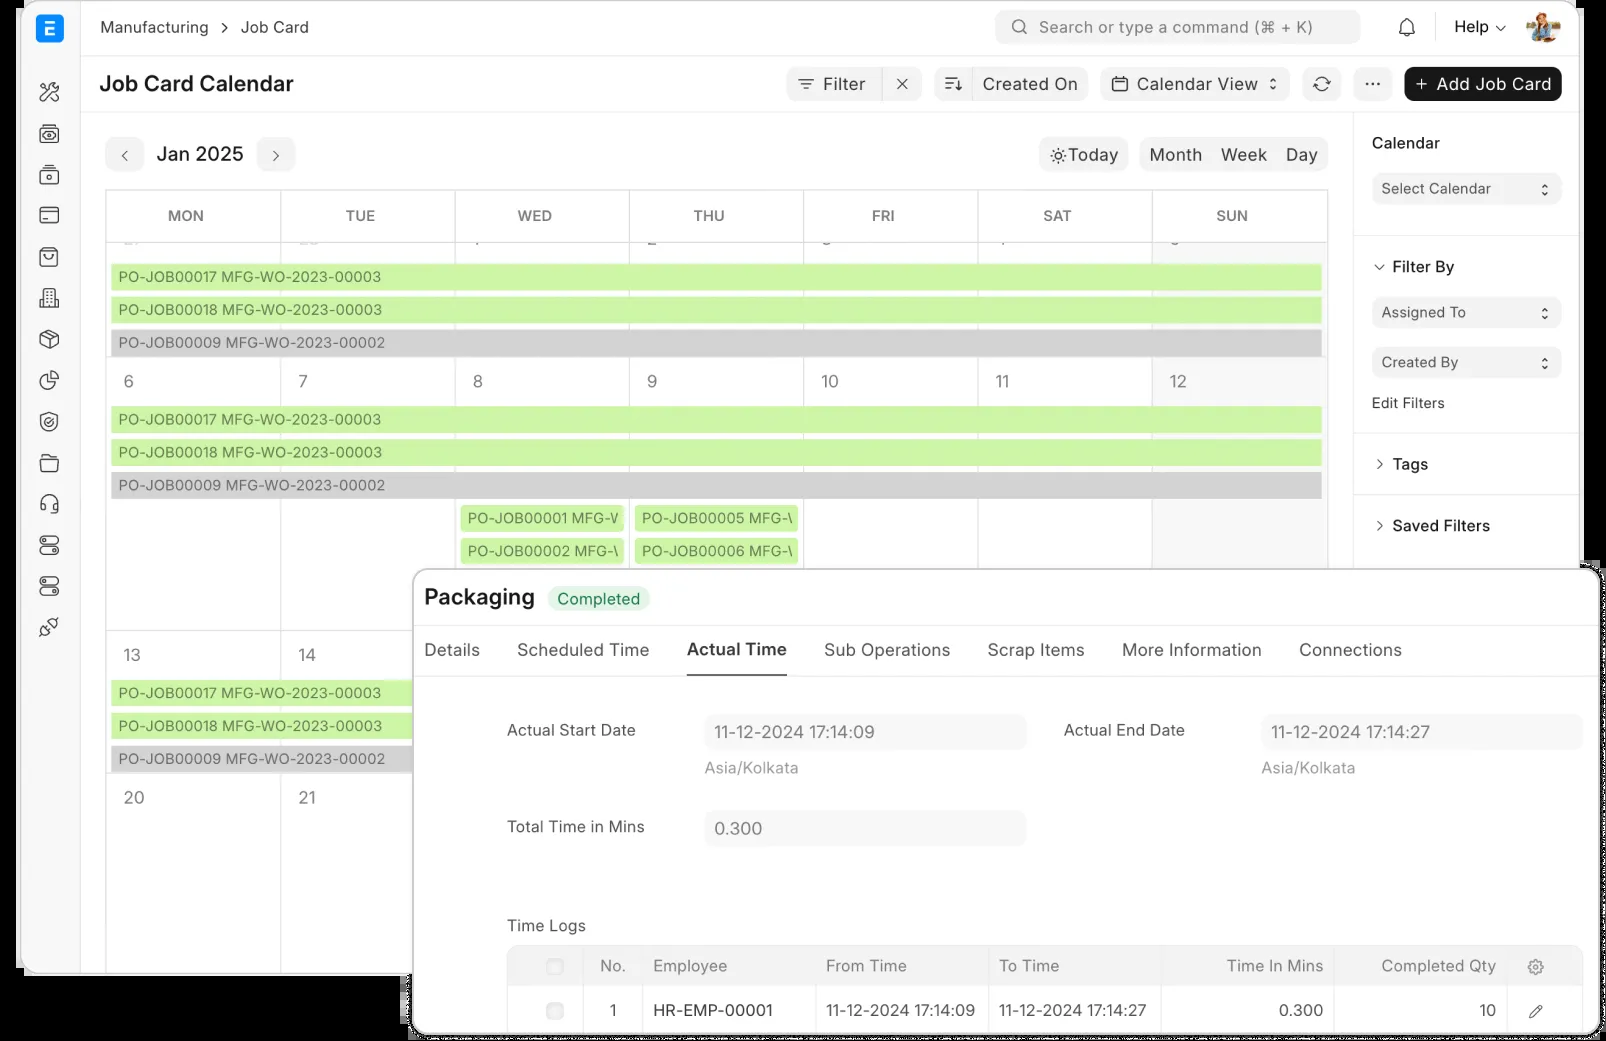 E
Manufacturing > Job Card
Search or type a command (⌘ + K)
Help
Job Card Calendar
Filter
Created On
Calendar View
+ Add Job Card
Jan 2025
Today
Month Week Day
MON TUE WED THU FRI SAT SUN
PO-JOB00017 MFG-WO-2023-00003
PO-JOB00018 MFG-WO-2023-00003
PO-JOB00009 MFG-WO-2023-00002
6 7 8 9 10 11 12
PO-JOB00017 MFG-WO-2023-00003
PO-JOB00018 MFG-WO-2023-00003
PO-JOB00009 MFG-WO-2023-00002
PO-JOB00001 MFG-W PO-JOB00005 MFG-
PO-JOB00002 MFG- PO-JOB00006 MFG-
13 14
PO-JOB00017 MFG-WO-2023-00003
PO-JOB00018 MFG-WO-2023-00003
PO-JOB00009 MFG-WO-2023-00002
20 21
Calendar
Select Calendar
Filter By
Assigned To
Created By
Edit Filters
Tags
Saved Filters
Packaging Completed
Details Scheduled Time Actual Time Sub Operations Scrap Items More Information Connections
Actual Start Date 11-12-2024 17:14:09 Actual End Date 11-12-2024 17:14:27
Asia/Kolkata Asia/Kolkata
Total Time in Mins 0.300
Time Logs
No. Employee From Time To Time Time In Mins Completed Qty
1 HR-EMP-00001 11-12-2024 17:14:09 11-12-2024 17:14:27 0.300 10